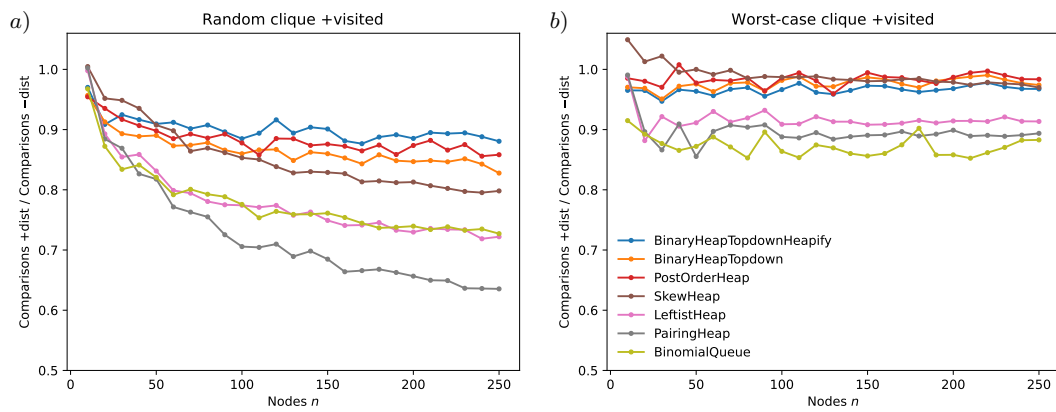 a)
Random clique +visited
Comparisons +dist / Comparisons −dist
1.0
0.9
0.8
0.7
0.6
0.5
0
50
100
150
200
250
Nodes n
b)
Worst-case clique +visited
Comparisons +dist / Comparisons −dist
1.0
0.9
0.8
0.7
0.6
0.5
BinaryHeapTopdownHeapify
BinaryHeapTopdown
PostOrderHeap
SkewHeap
LeftistHeap
PairingHeap
BinomialQueue
0
50
100
150
200
250
Nodes n